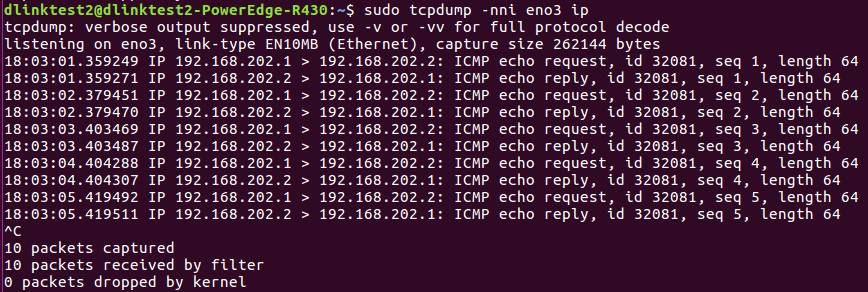 dlinktest2@dlinktest2-PowerEdge-R430:~$ sudo tcpdump -nni eno3 ip
tcpdump: verbose output suppressed, use -v or -vv for full protocol decode
listening on eno3, link-type EN10MB (Ethernet), capture size 262144 bytes
18:03:01.359249 IP 192.168.202.1 > 192.168.202.2: ICMP echo request, id 32081, seq 1, length 64
18:03:01.359271 IP 192.168.202.2 > 192.168.202.1: ICMP echo reply, id 32081, seq 1, length 64
18:03:02.379451 IP 192.168.202.1 > 192.168.202.2: ICMP echo request, id 32081, seq 2, length 64
18:03:02.379470 IP 192.168.202.2 > 192.168.202.1: ICMP echo reply, id 32081, seq 2, length 64
18:03:03.403469 IP 192.168.202.1 > 192.168.202.2: ICMP echo request, id 32081, seq 3, length 64
18:03:03.403487 IP 192.168.202.2 > 192.168.202.1: ICMP echo reply, id 32081, seq 3, length 64
18:03:04.404288 IP 192.168.202.1 > 192.168.202.2: ICMP echo request, id 32081, seq 4, length 64
18:03:04.404307 IP 192.168.202.2 > 192.168.202.1: ICMP echo reply, id 32081, seq 4, length 64
18:03:05.419492 IP 192.168.202.1 > 192.168.202.2: ICMP echo request, id 32081, seq 5, length 64
18:03:05.419511 IP 192.168.202.2 > 192.168.202.1: ICMP echo reply, id 32081, seq 5, length 64
^C
10 packets captured
10 packets received by filter
0 packets dropped by kernel